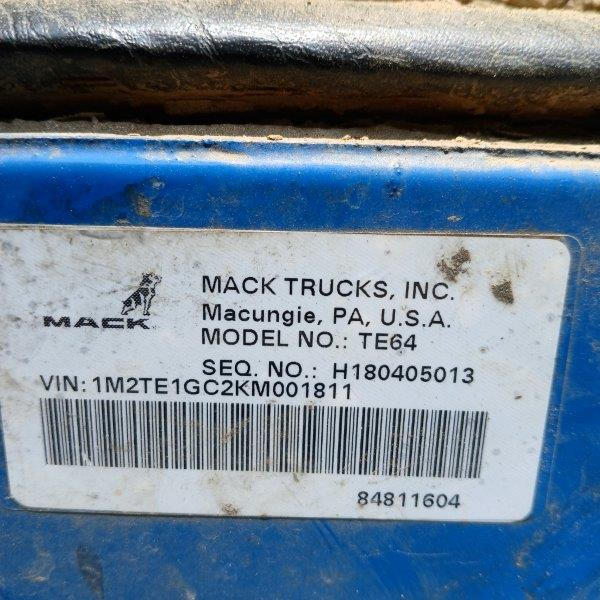 MACK
MACK TRUCKS, INC.
Macungie, PA, U.S.A.
MODEL NO.: TE64
SEQ. NO.: H180405013
VIN: 1M2TE1GC2KM001811
84811604